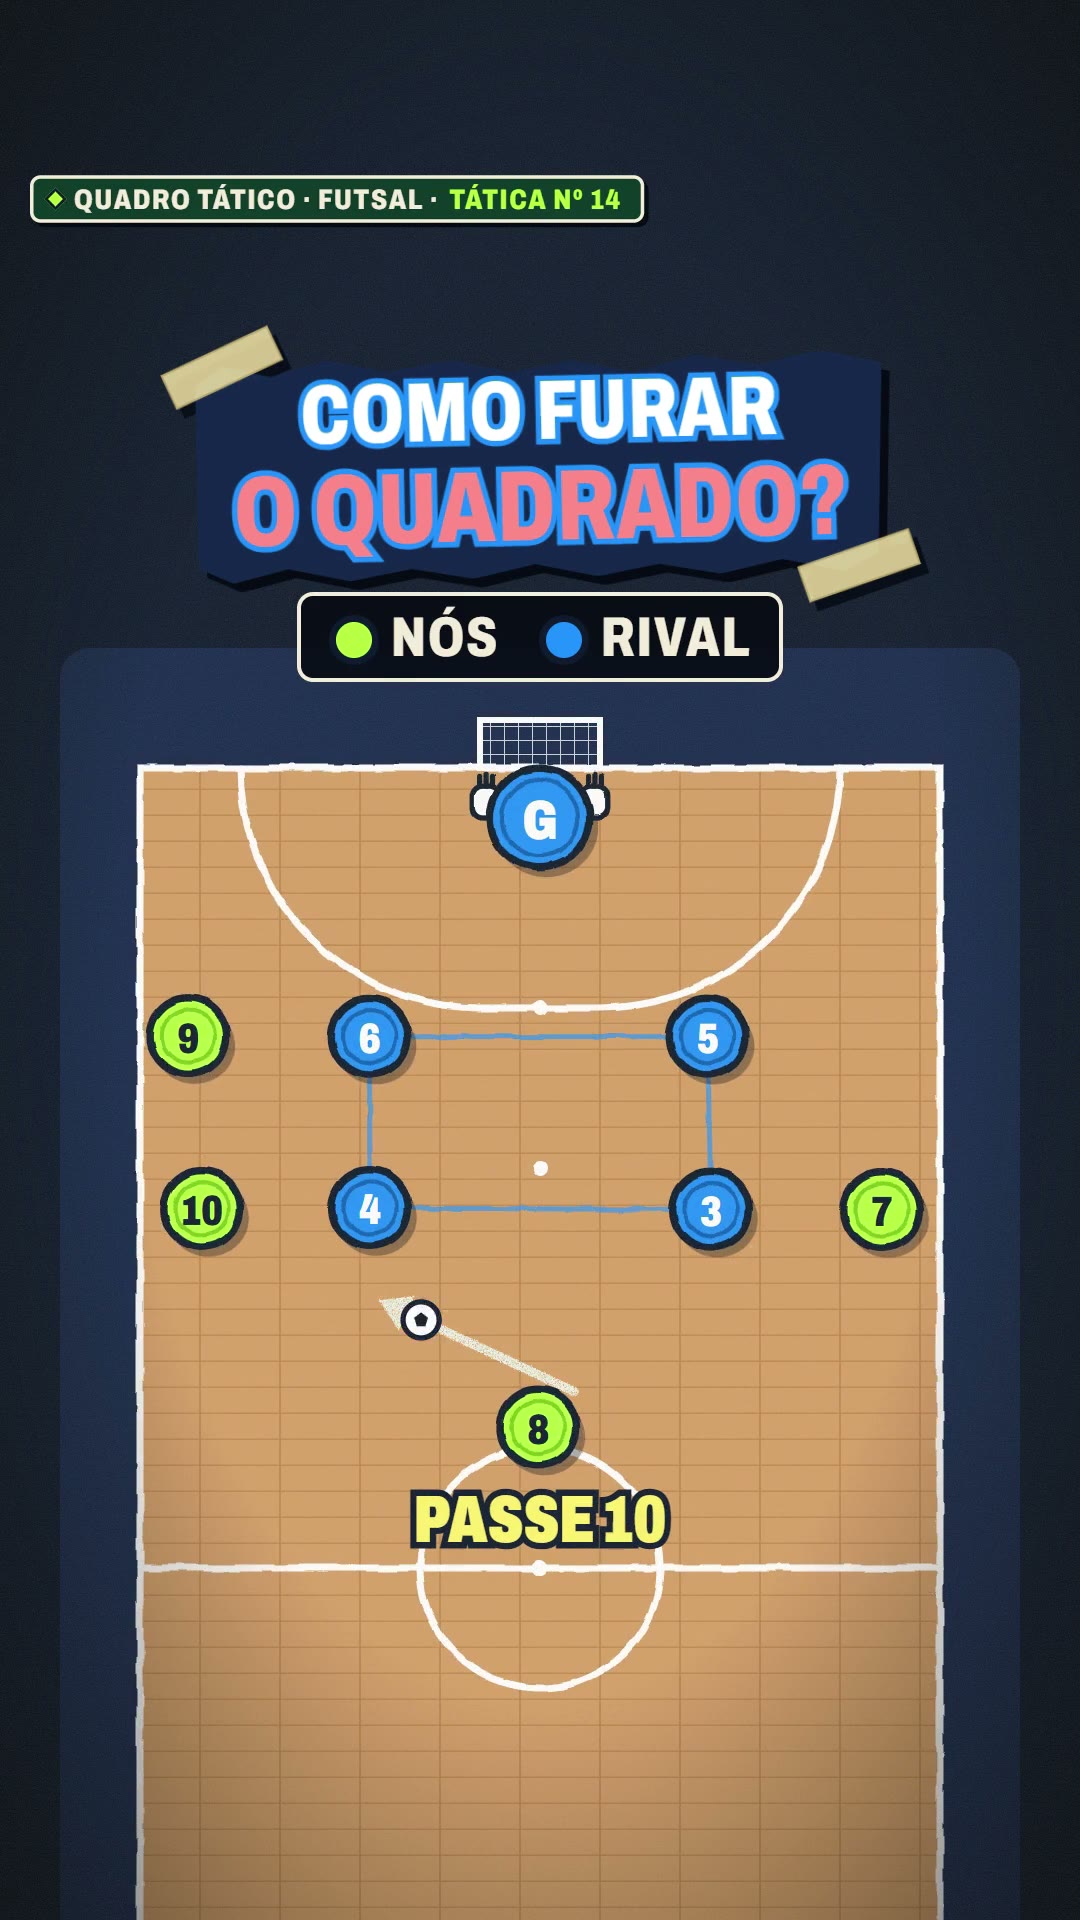 QUADRO TÁTICO · FUTSAL · TÁTICA Nº 14
COMO FURAR
O QUADRADO?
NÓS RIVAL
G
9 6 5
10 4 3 7
8
PASSE 10